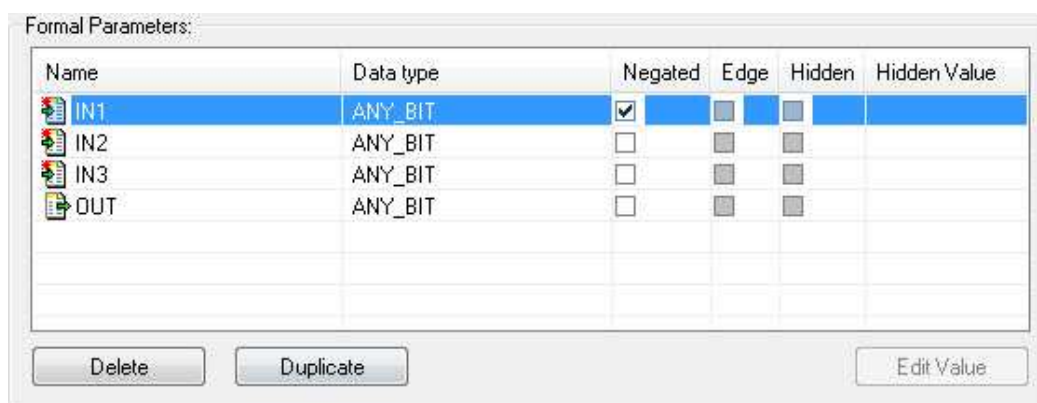 Formal Parameters:
Name Data type Negated Edge Hidden Hidden Value
IN1 ANY_BIT
IN2 ANY_BIT
IN3 ANY_BIT
OUT ANY_BIT
Delete Duplicate Edit Value